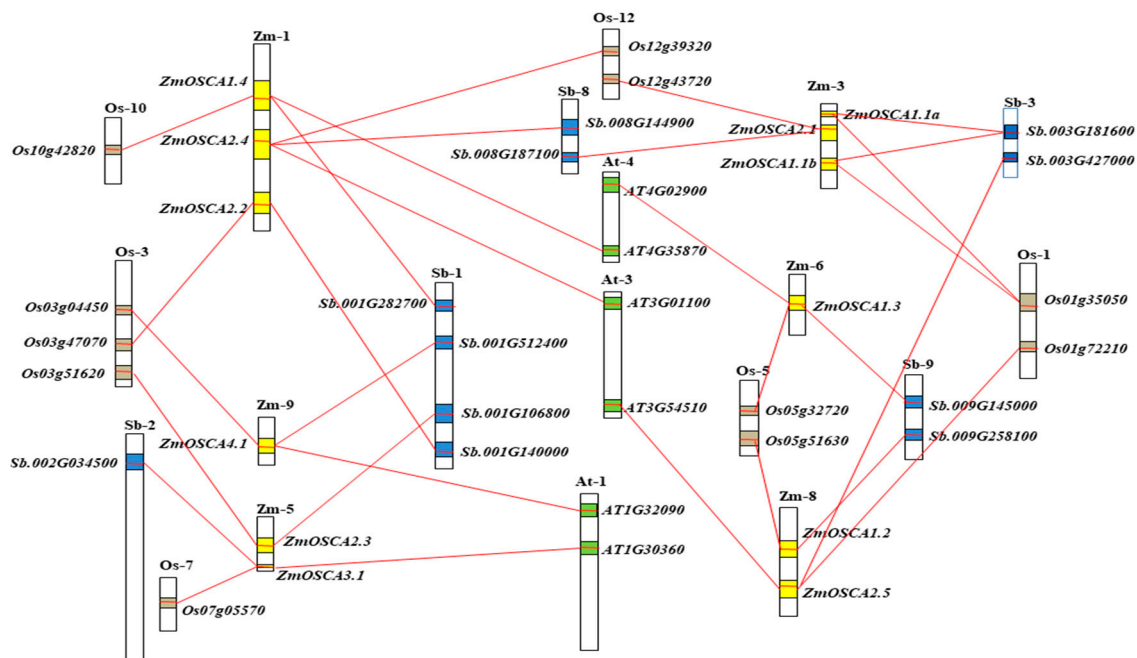 Os-12
Zm-1
Os12g39320
ZmOSCA1.4
Os12g43720
Zm-3
Os-10
Sb-8
Sb-3
ZmOSCA1.1a
Sb.008G144900
ZmOSCA2.1
Sb.003G181600
ZmOSCA2.4
Os10g42820
Sb.008G187100
ZmOSCA1.1b
Sb.003G427000
At-4
AT4G02900
ZmOSCA2.2
Os-3
AT4G35870
Os-1
Zm-6
Sb-1
At-3
Sb.001G282700
AT3G01100
ZmOSCA1.3
Os01g35050
Os03g04450
Os03g47070
Sb.001G512400
Os01g72210
Sb-9
Os03g51620
Os-5
AT3G54510
Sb.009G145000
Zm-9
Sb.001G106800
Os05g32720
Sb-2
ZmOSCA4.1
Os05g51630
Sb.009G258100
Sb.001G140000
Sb.002G034500
At-1
Zm-8
Zm-5
AT1G32090
ZmOSCA1.2
ZmOSCA2.3
AT1G30360
Os-7
ZmOSCA3.1
ZmOSCA2.5
Os07g05570